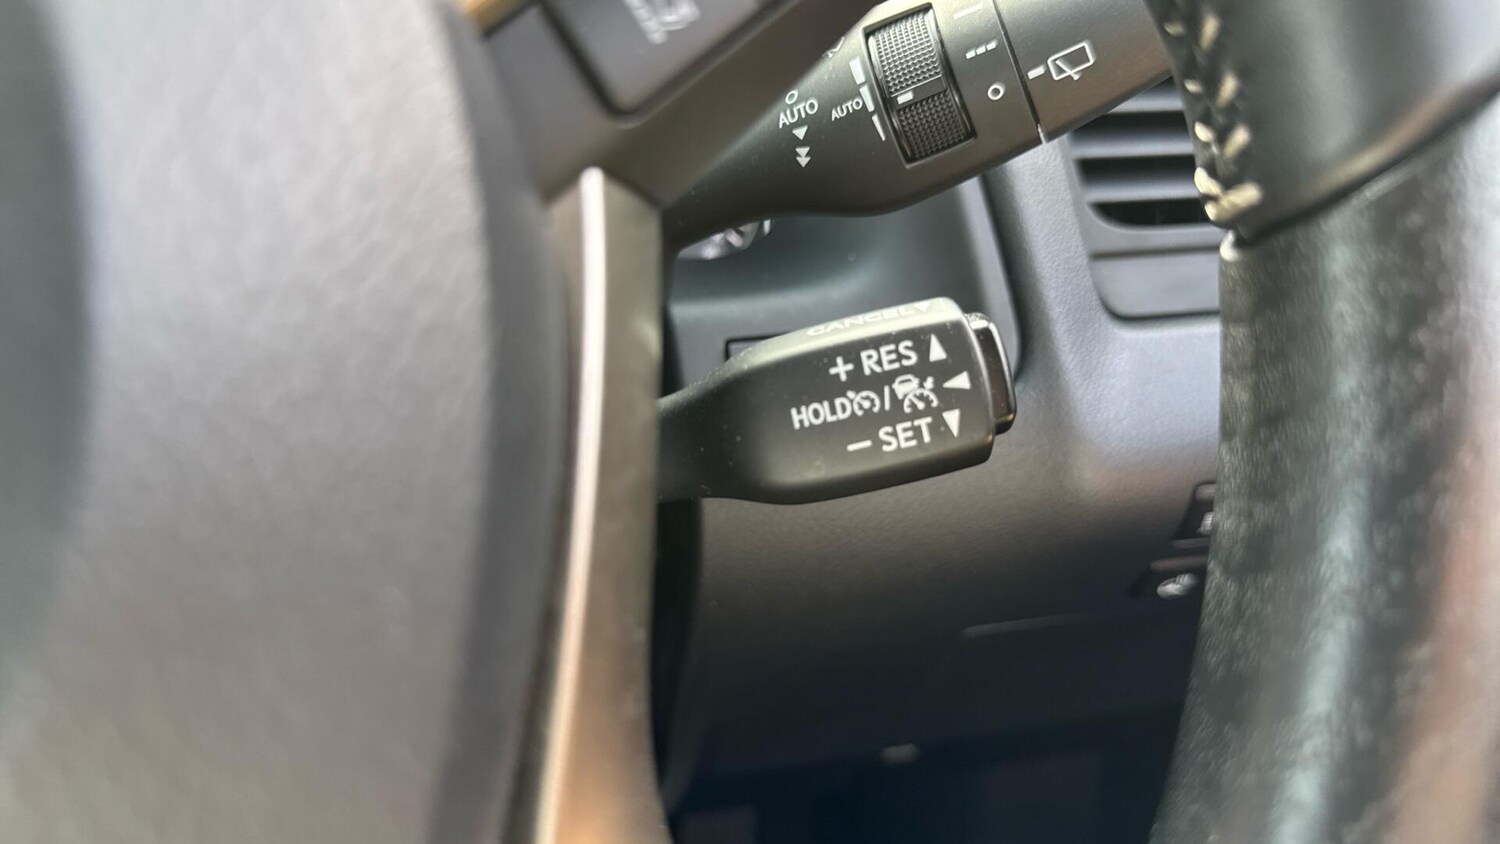 AUTO
AUTO
CANCEL
+ RES
HOLD /
− SET